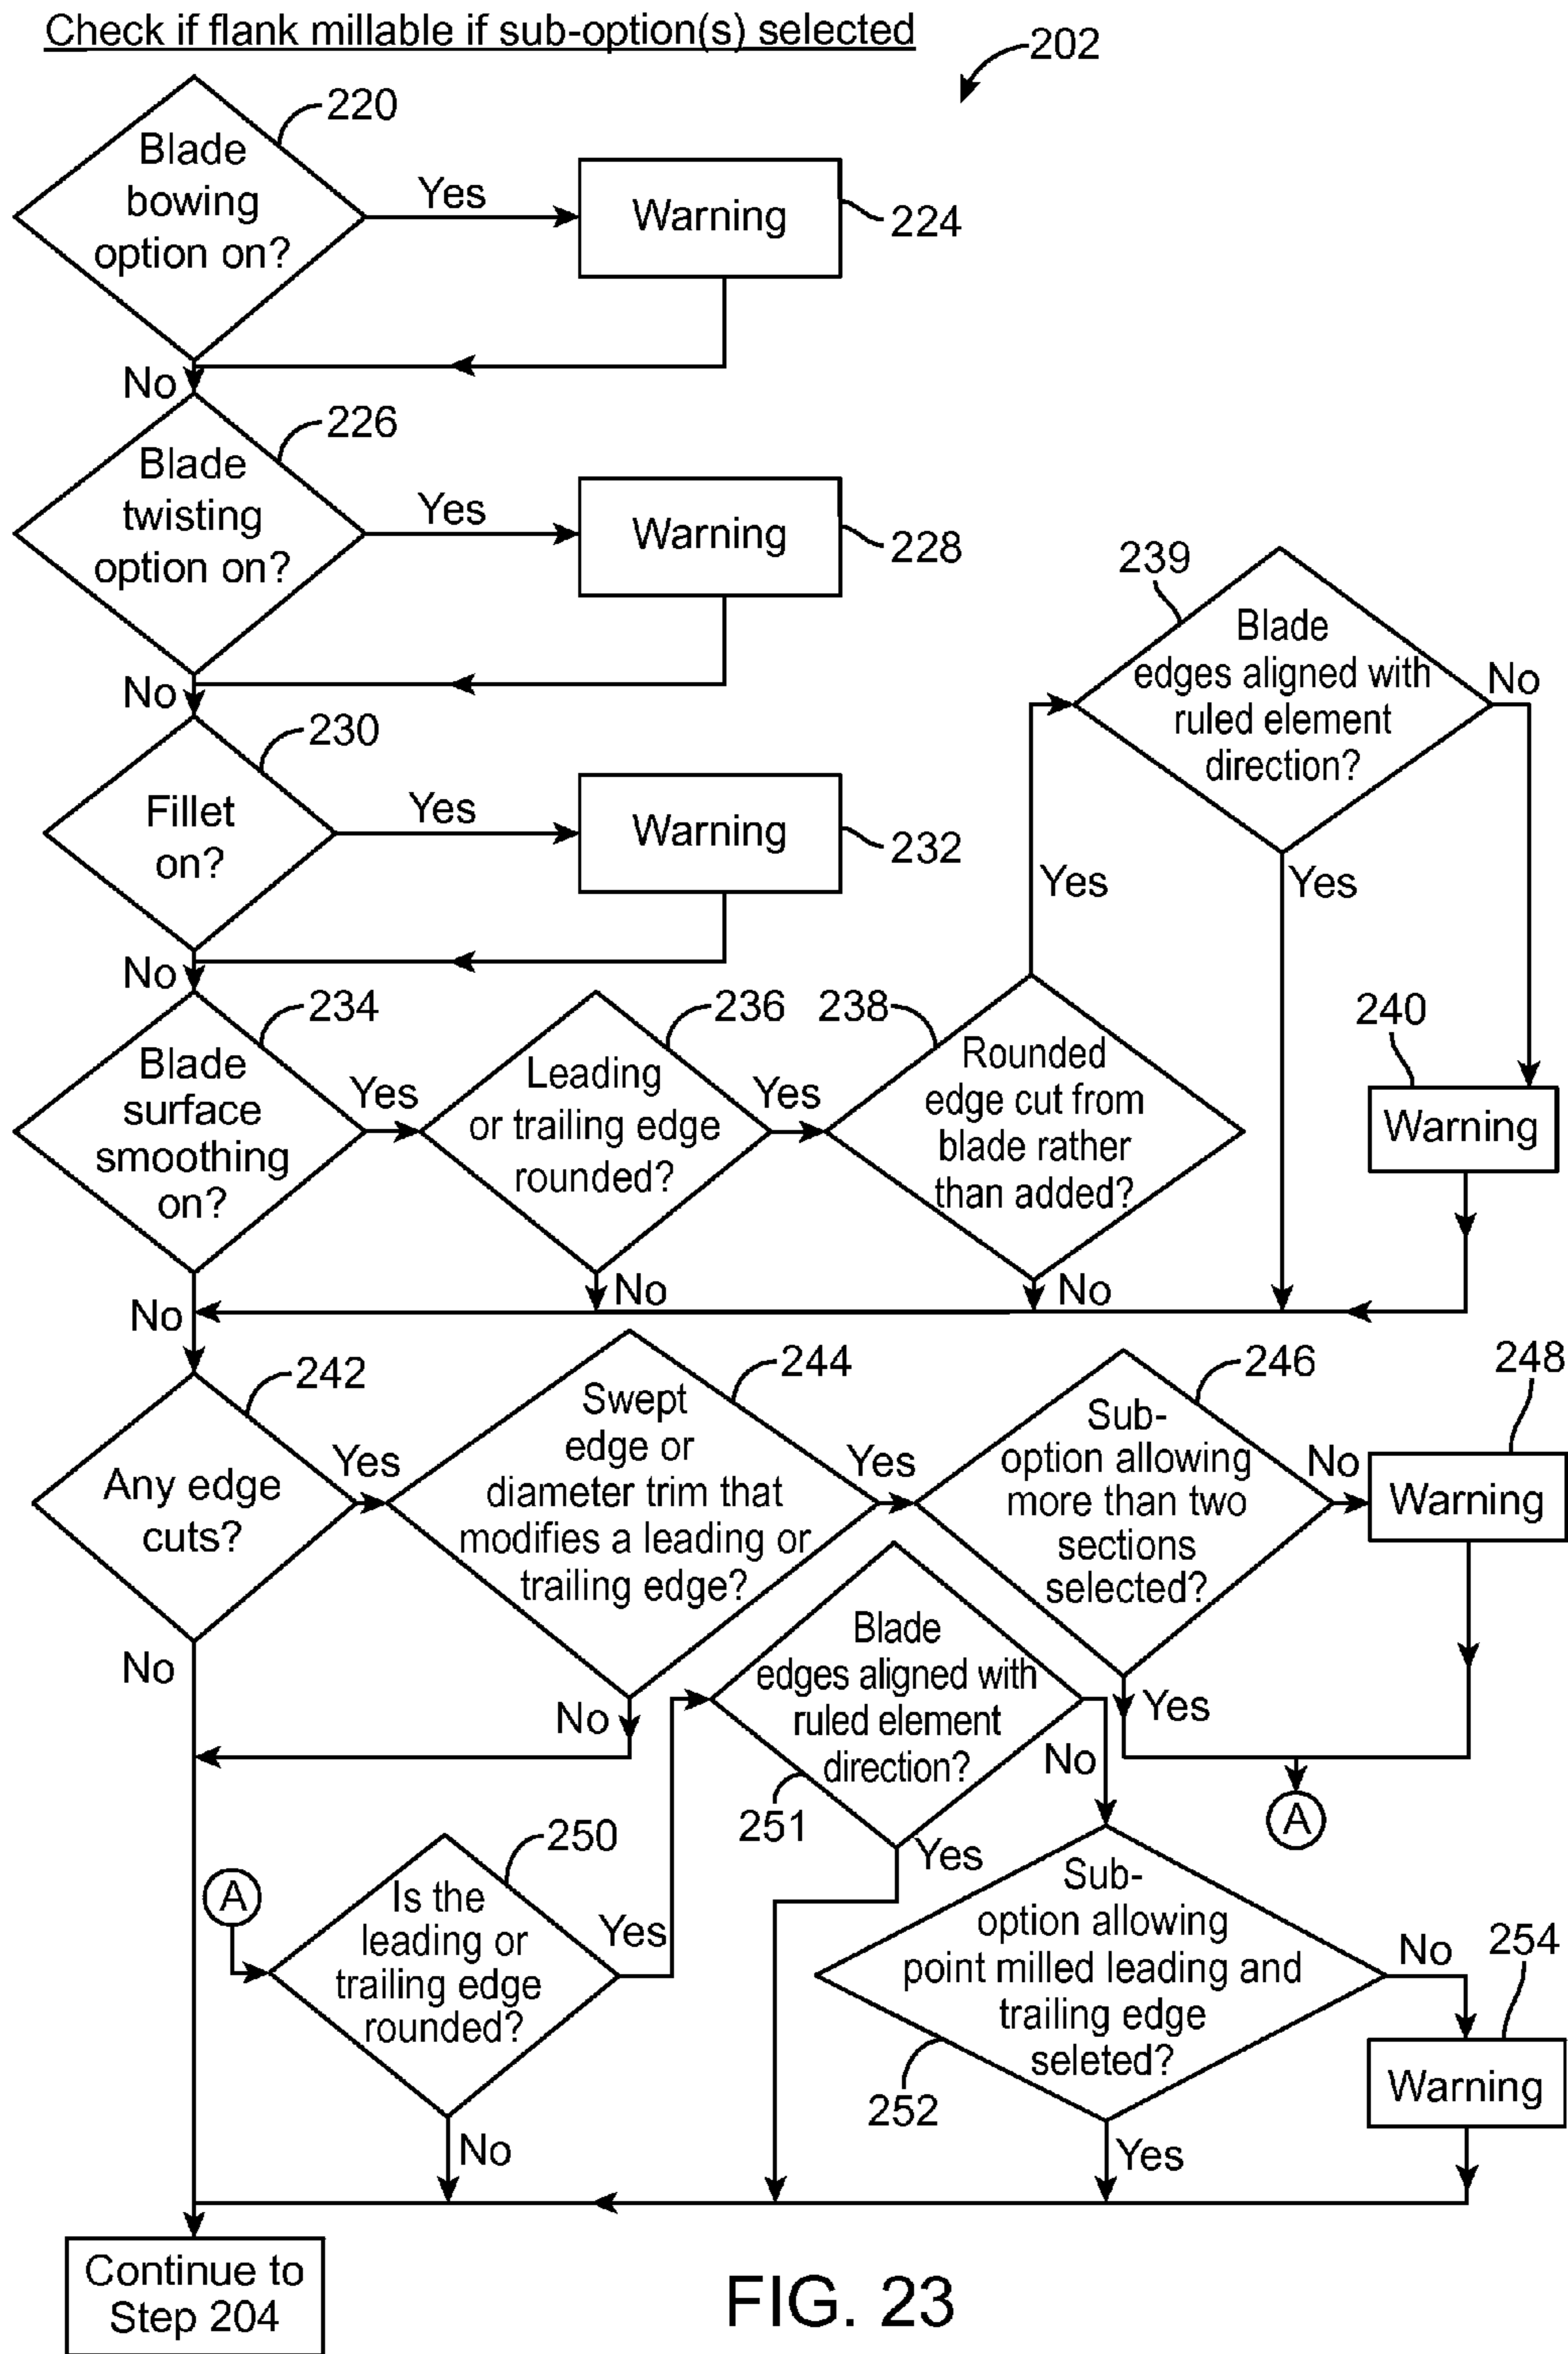 Check if flank millable if sub-option(s) selected
202
220
Blade
bowing
option on?
Yes
Warning
224
No
226
Blade
twisting
option on?
Yes
Warning
228
No
230
Fillet
on?
Yes
Warning
232
No
239
Blade
edges aligned with
ruled element
direction?
No
Yes
Yes
234
Blade
surface
smoothing
on?
Yes
236
Leading
or trailing edge
rounded?
Yes
238
Rounded
edge cut from
blade rather
than added?
240
Warning
No
No
No
242
Any edge
cuts?
Yes
244
Swept
edge or
diameter trim that
modifies a leading or
trailing edge?
Yes
246
Sub-
option allowing
more than two
sections
selected?
No
248
Warning
No
No
Yes
A
251
Blade
edges aligned with
ruled element
direction?
No
Yes
A
250
Is the
leading or
trailing edge
rounded?
Yes
No
252
Sub-
option allowing
point milled leading and
trailing edge
seleted?
No
254
Warning
Yes
Continue to
Step 204
FIG. 23